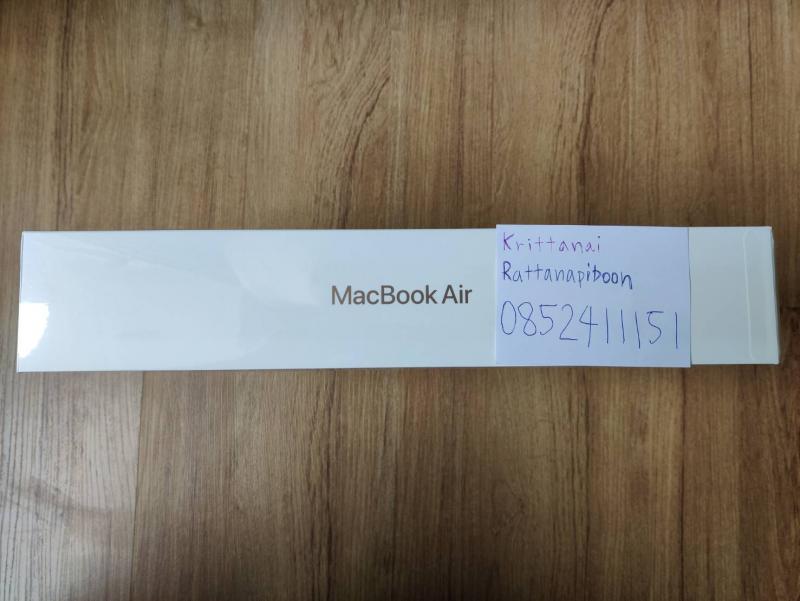 MacBook Air
Krittanai
Rattanapiboon
0852411151